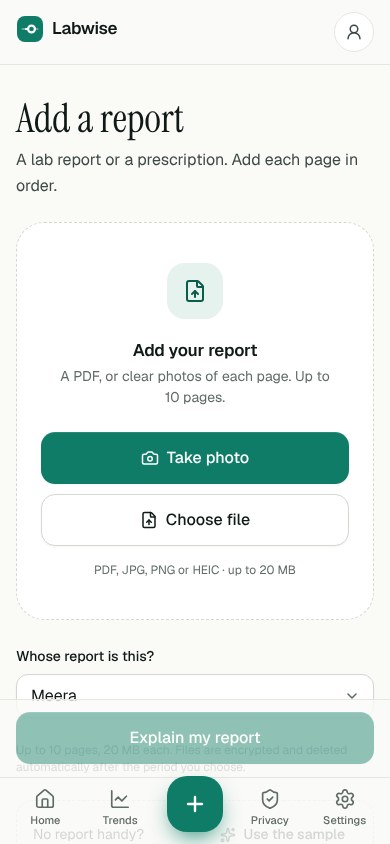 Labwise
Add a report
A lab report or a prescription. Add each page in
order.
Add your report
A PDF, or clear photos of each page. Up to
10 pages.
Take photo
Choose file
PDF, JPG, PNG or HEIC · up to 20 MB
Whose report is this?
Meera
Explain my report
Up to 10 pages, 20 MB each. Files are encrypted and deleted
automatically after the period you choose.
Home
Trends
Privacy
Settings
No report handy?
Use the sample